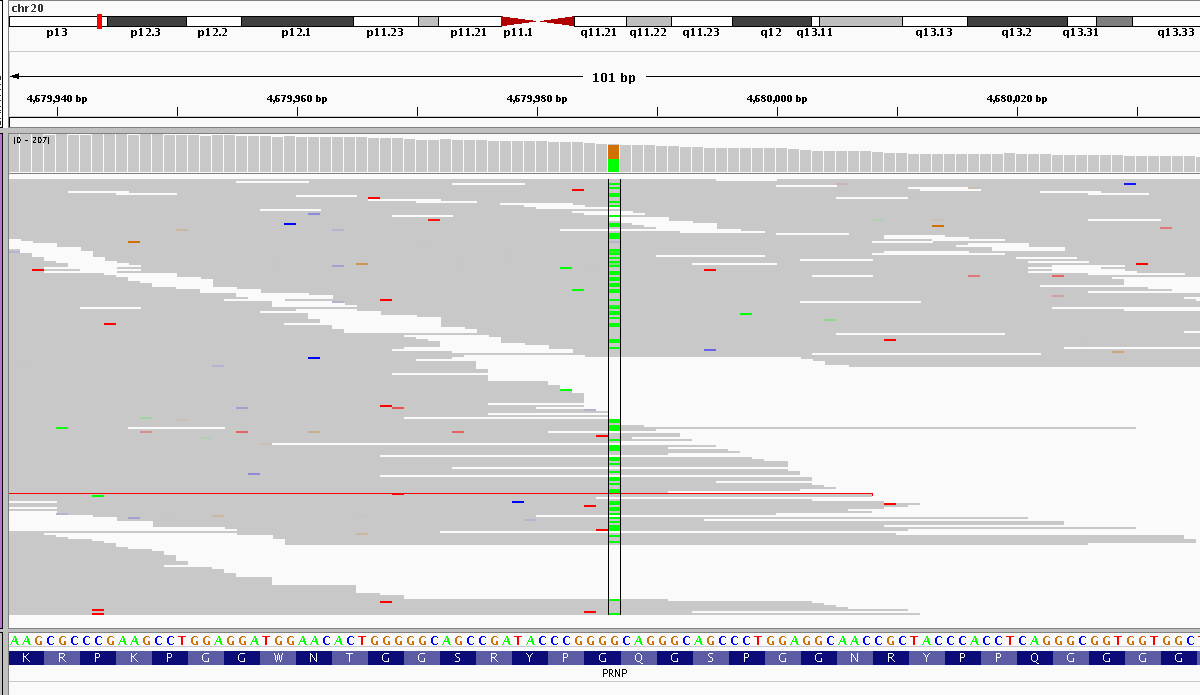 chr20
p13 p12.3 p12.2 p12.1 p11.23 p11.21 p11.1 q11.21 q11.22 q11.23 q12 q13.11 q13.13 q13.2 q13.31 q13.33
101 bp
4,679,940 bp 4,679,960 bp 4,679,980 bp 4,680,000 bp 4,680,020 bp
[0 - 207]
AAGCGCCCGAAGCCTGGAGGATGGAACACTGGGGGCAGCCGATACCCGGGGCAGGGCAGCCCTGGAGGCAACCGCTACCCACCTCAGGGCGGTGGTGGCT
K R P K P G G W N T G G S R Y P G Q G S P G G N R Y P P Q G G G G
PRNP